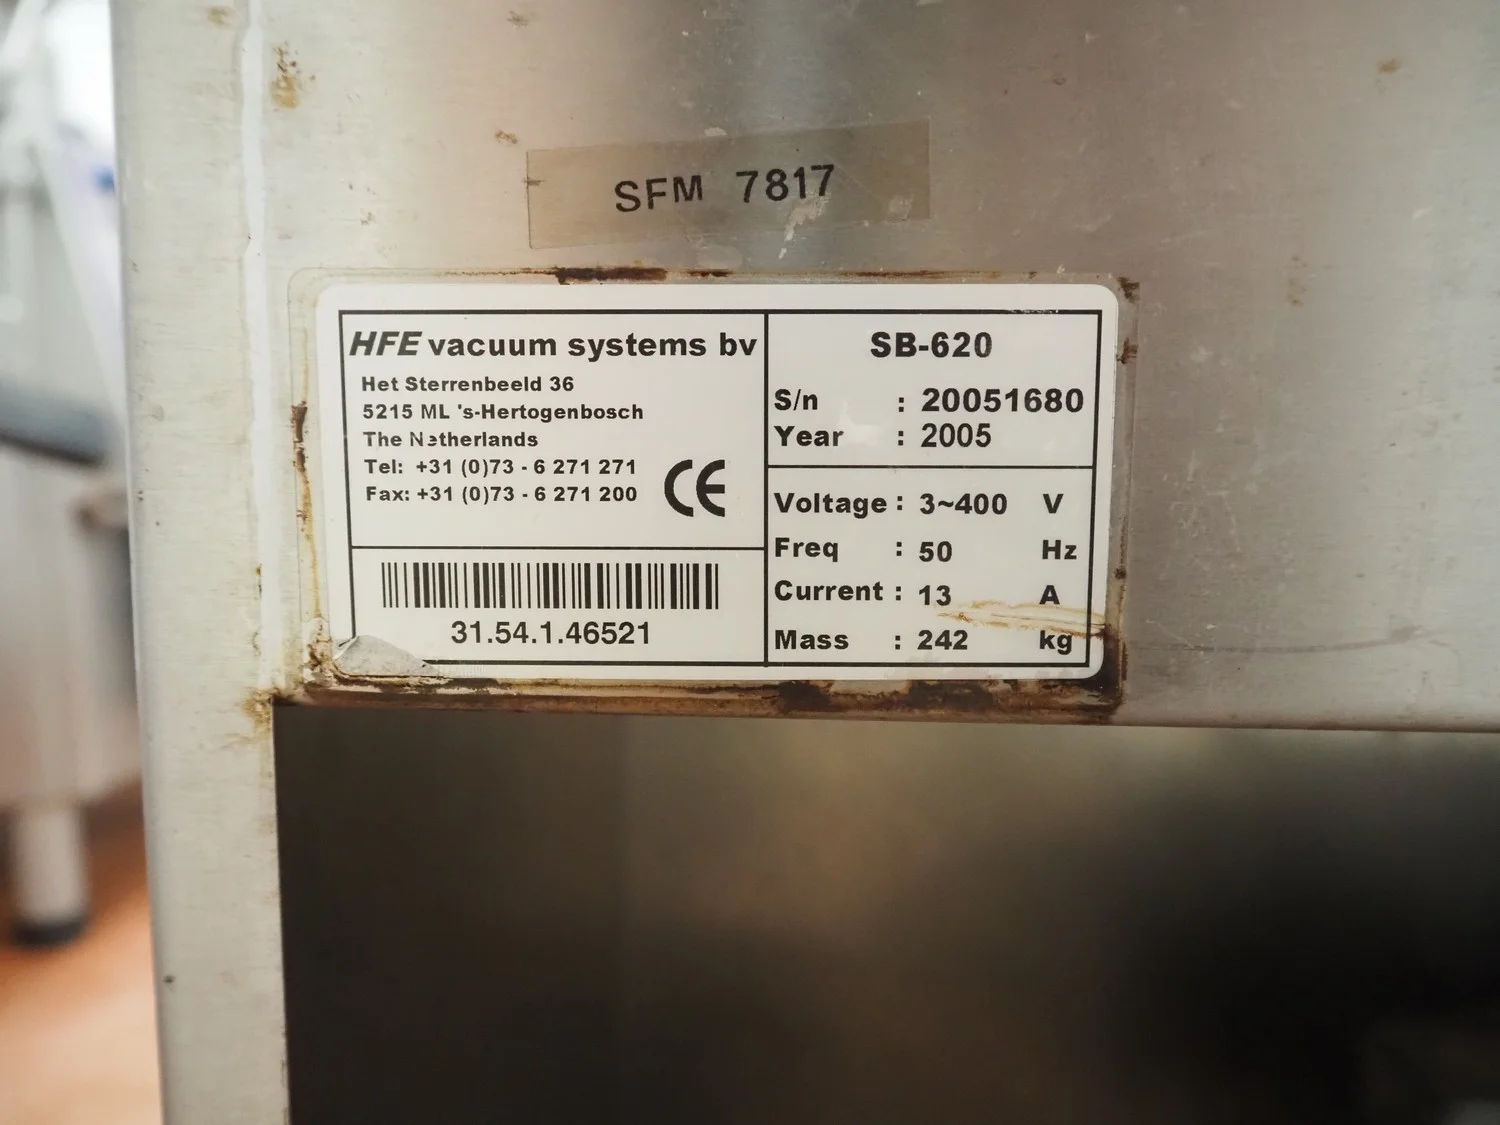 SFM 7817
HFE vacuum systems bv
Het Sterrenbeeld 36
5215 ML 's-Hertogenbosch
The Netherlands
Tel: +31 (0)73 - 6 271 271
Fax: +31 (0)73 - 6 271 200
CE
31.54.1.46521
SB-620
S/n : 20051680
Year : 2005
Voltage : 3~400 V
Freq : 50 Hz
Current : 13 A
Mass : 242 kg